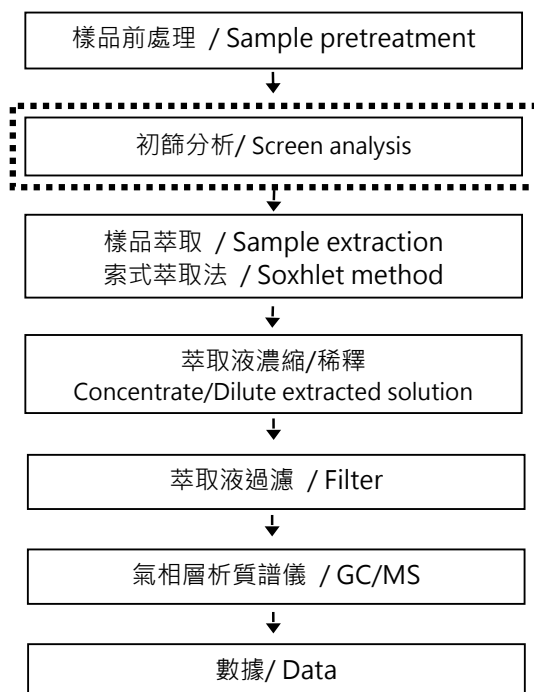 樣品前處理 / Sample pretreatment
初篩分析/ Screen analysis
樣品萃取 / Sample extraction
索式萃取法 / Soxhlet method
萃取液濃縮/稀釋
Concentrate/Dilute extracted solution
萃取液過濾 / Filter
氣相層析質譜儀 / GC/MS
數據/ Data